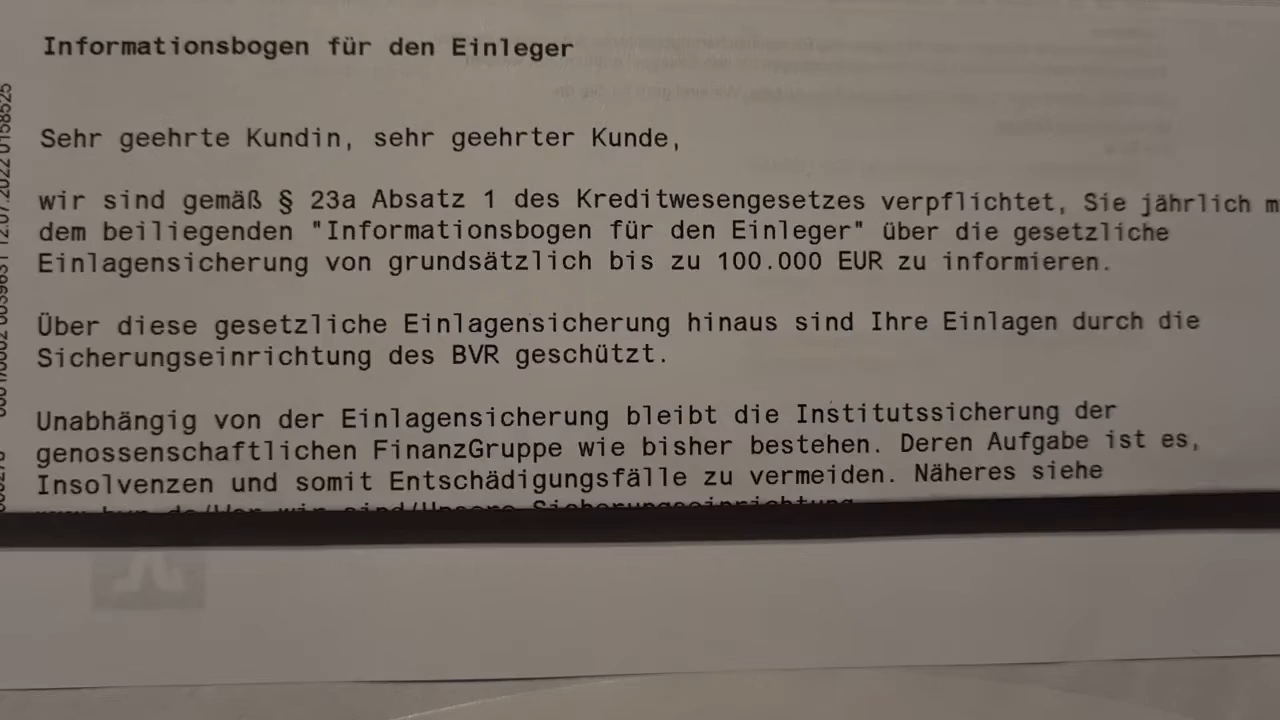 Informationsbogen für den Einleger
Sehr geehrte Kundin, sehr geehrter Kunde,
wir sind gemäß § 23a Absatz 1 des Kreditwesengesetzes verpflichtet, Sie jährlich m
dem beiliegenden "Informationsbogen für den Einleger" über die gesetzliche
Einlagensicherung von grundsätzlich bis zu 100.000 EUR zu informieren.
Über diese gesetzliche Einlagensicherung hinaus sind Ihre Einlagen durch die
Sicherungseinrichtung des BVR geschützt.
Unabhängig von der Einlagensicherung bleibt die Institutssicherung der
genossenschaftlichen FinanzGruppe wie bisher bestehen. Deren Aufgabe ist es,
Insolvenzen und somit Entschädigungsfälle zu vermeiden. Näheres siehe
12.07.2022 0158525